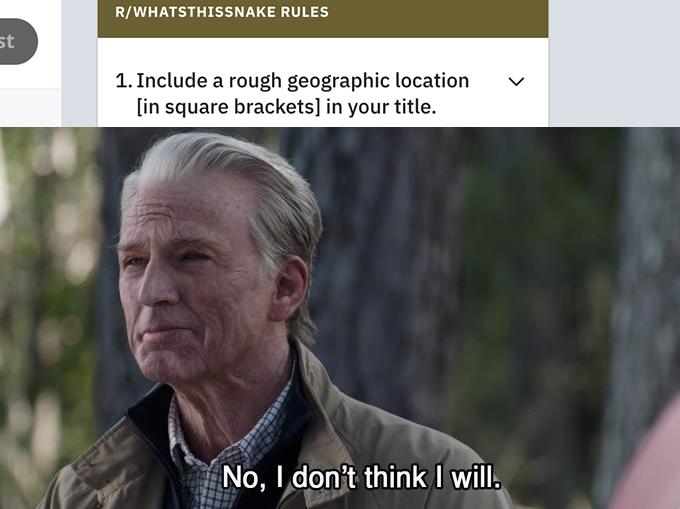 st
R/WHATSTHISSNAKE RULES
1. Include a rough geographic location
[in square brackets] in your title.
No, I don't think I will.